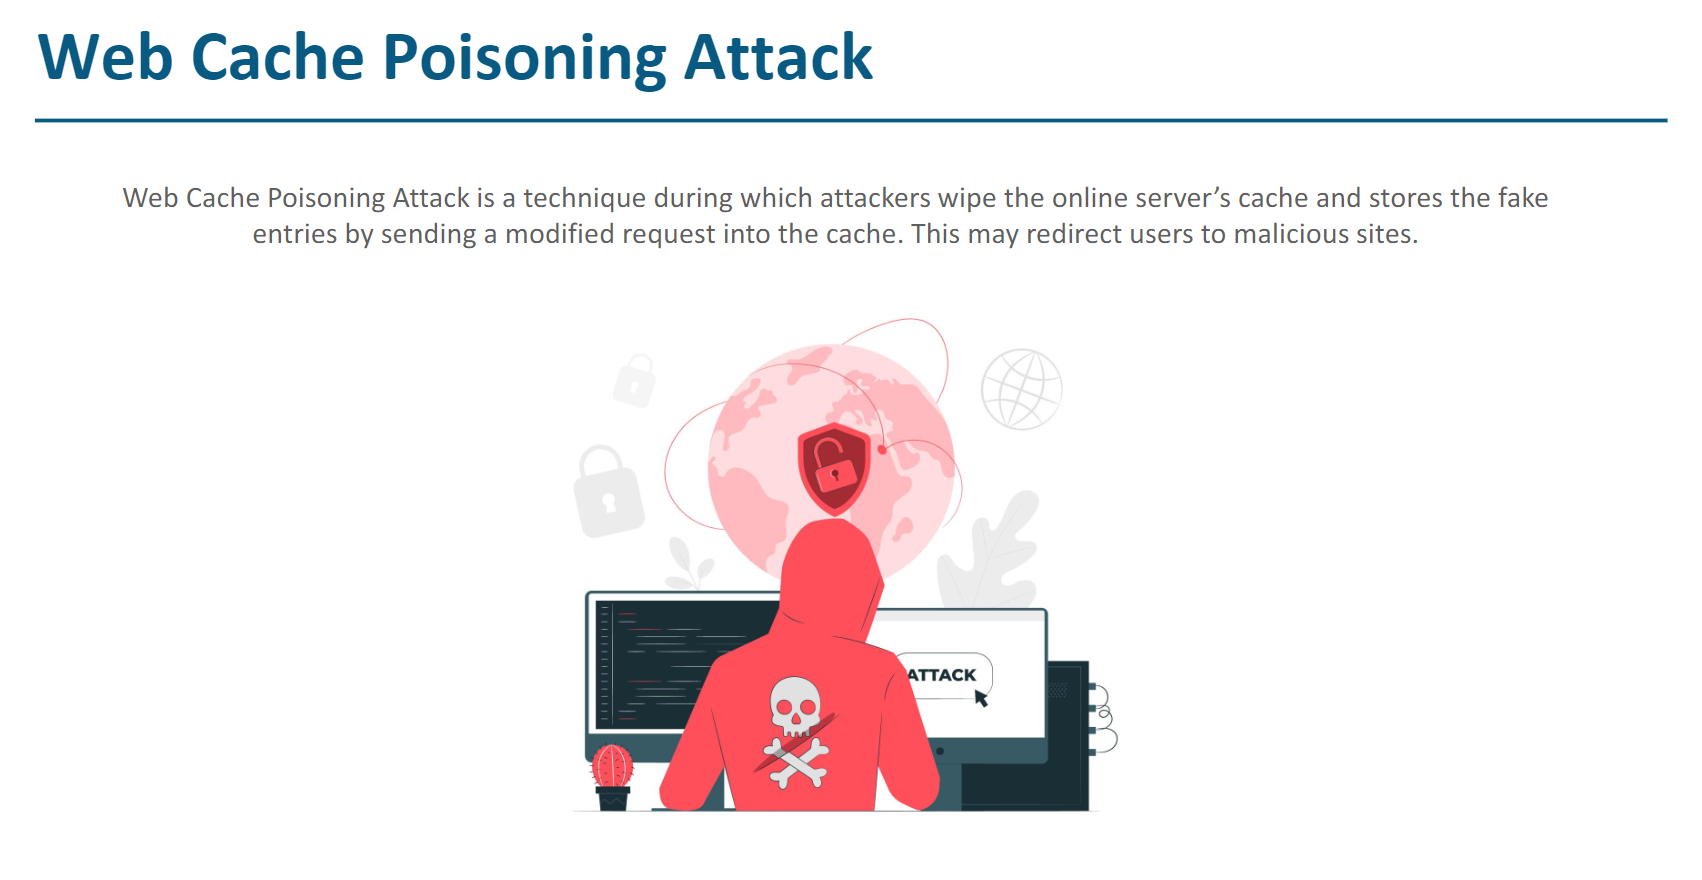 Web Cache Poisoning Attack
Web Cache Poisoning Attack is a technique during which attackers wipe the online server’s cache and stores the fake
entries by sending a modified request into the cache. This may redirect users to malicious sites.
ATTACK